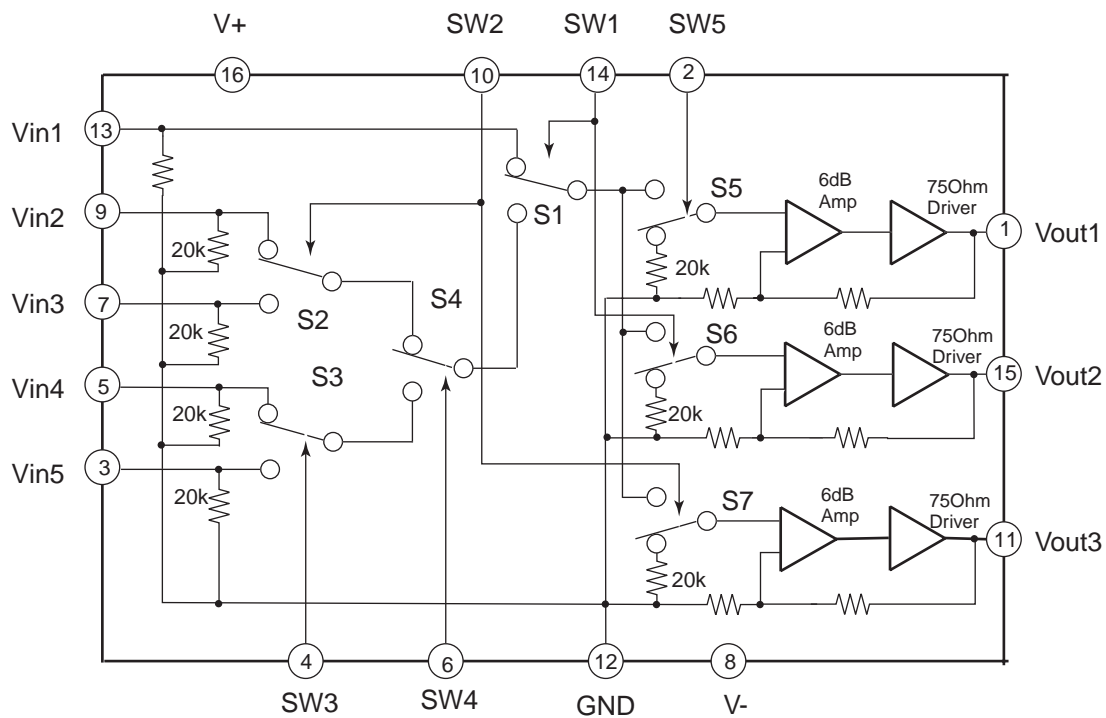 V+
SW2
SW1
SW5
16
10
14
2
Vin1
13
Vin2
9
20k
S1
S5
6dB
Amp
75Ohm
Driver
1
Vout1
20k
Vin3
7
S2
S4
20k
S6
6dB
Amp
75Ohm
Driver
15
Vout2
Vin4
5
S3
20k
20k
Vin5
3
20k
S7
6dB
Amp
75Ohm
Driver
11
Vout3
20k
4
6
12
8
SW3
SW4
GND
V-